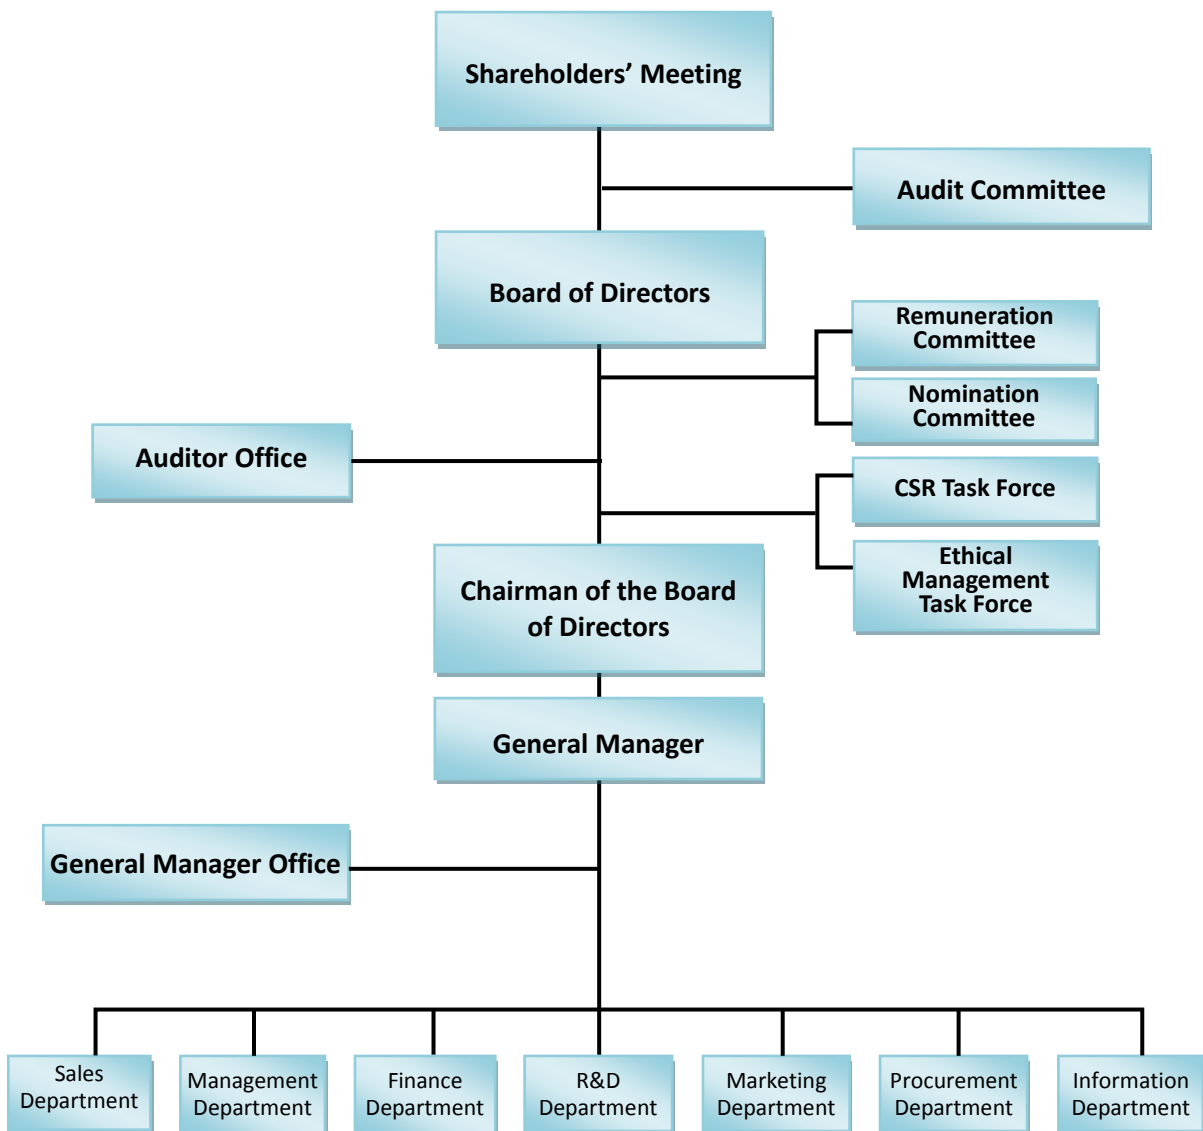 Shareholders’ Meeting
Audit Committee
Board of Directors
Remuneration
Committee
Nomination
Committee
Auditor Office
CSR Task Force
Ethical
Management
Task Force
Chairman of the Board
of Directors
General Manager
General Manager Office
Sales
Department
Management
Department
Finance
Department
R&D
Department
Marketing
Department
Procurement
Department
Information
Department